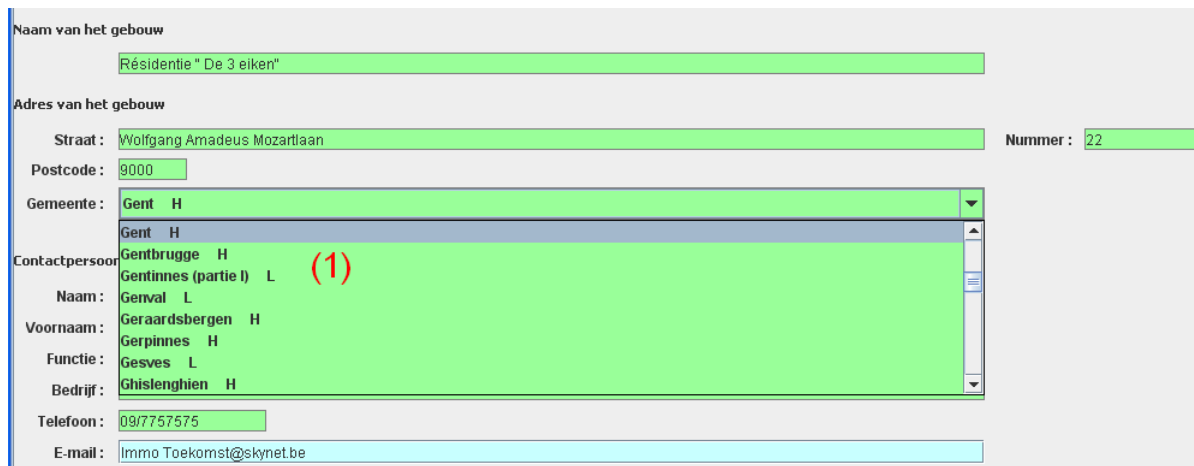 Naam van het gebouw
Résidentie " De 3 eiken"
Adres van het gebouw
Straat : Wolfgang Amadeus Mozartlaan Nummer : 22
Postcode : 9000
Gemeente : Gent H
Gent H
Gentbrugge H
Contactpersoor
Gentinnes (partie I) L
(1)
Naam : Genval L
Geraardsbergen H
Voornaam :
Gerpinnes H
Functie : Gesves L
Bedrijf : Ghislenghien H
Telefoon : 09/7757575
E-mail : Immo Toekomst@skynet.be